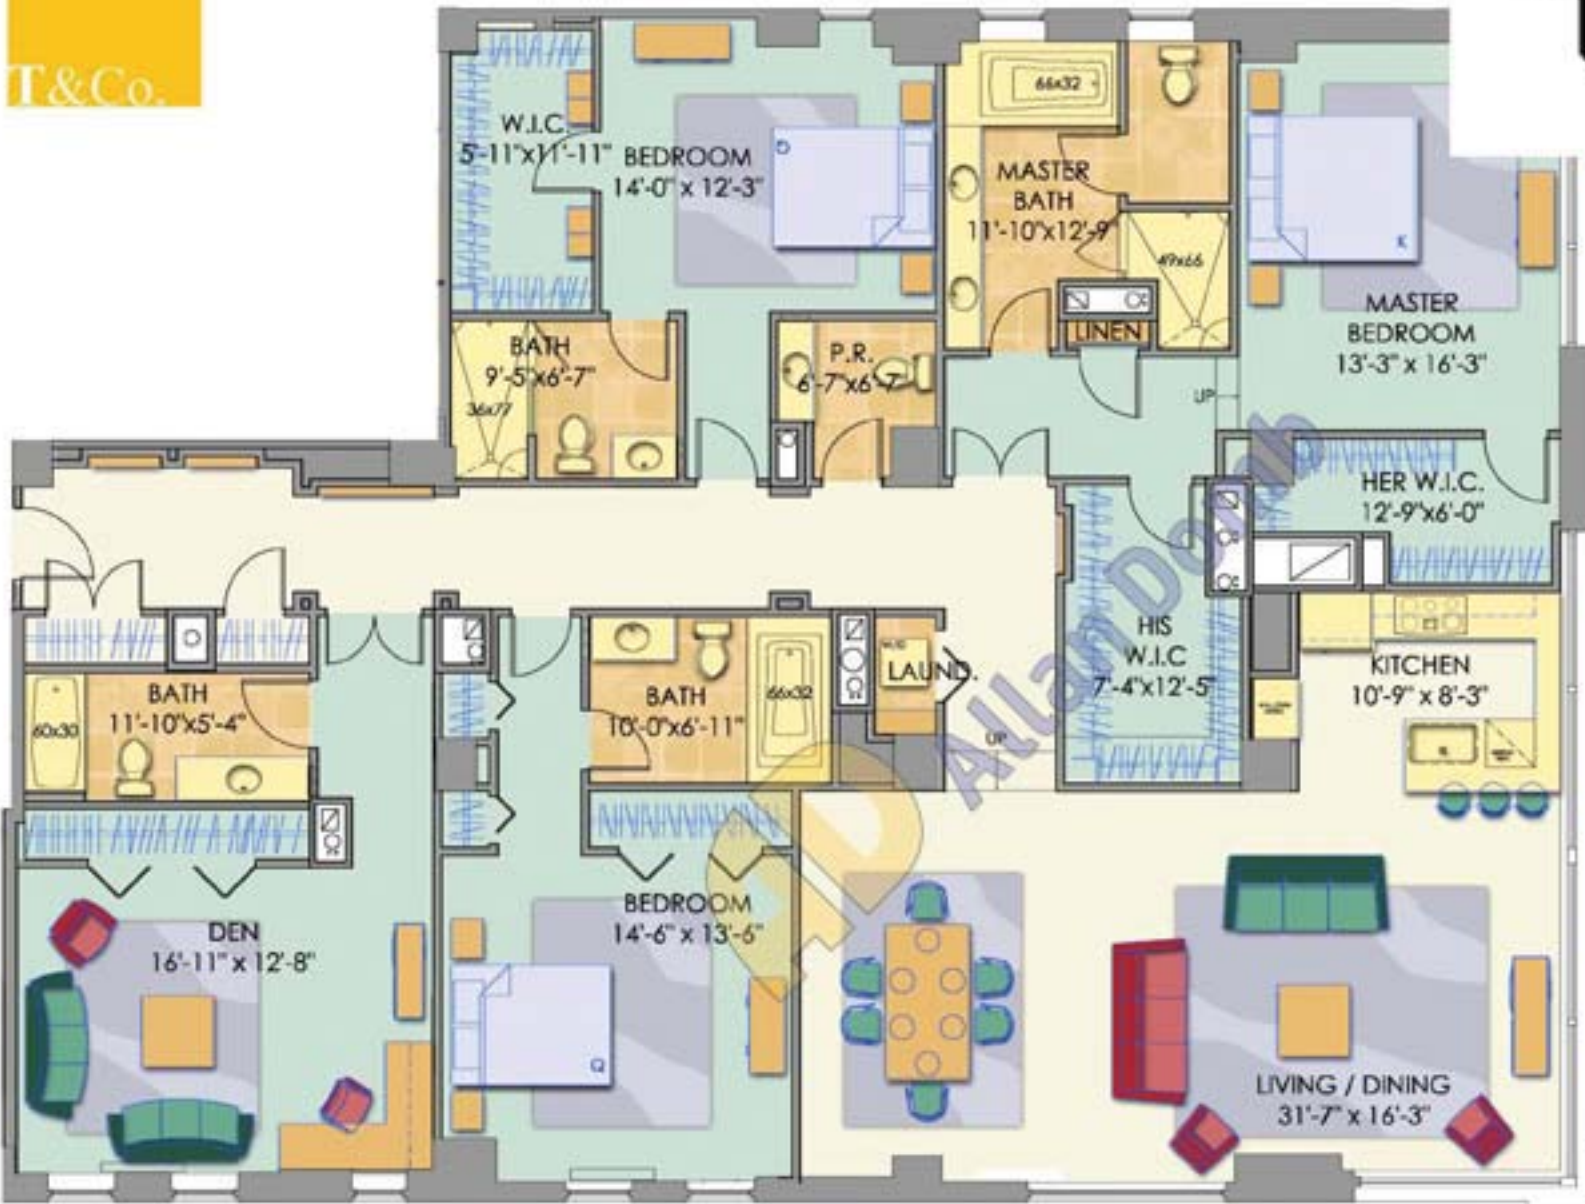 T&Co.
W.I.C.
5'-11"x11'-11"
BEDROOM
14'-0" x 12'-3"
66x32
MASTER
BATH
11'-10"x12'-9"
49x66
K
MASTER
BEDROOM
13'-3" x 16'-3"
LINEN
BATH
9'-5"x6'-7"
36x77
P.R.
6'-7"x6'-7"
UP
HER W.I.C.
12'-9"x6'-0"
HIS
W.I.C
7'-4"x12'-5"
KITCHEN
10'-9" x 8'-3"
LAUND.
UP
BATH
11'-10"x5'-4"
60x30
BATH
10'-0"x6'-11"
66x32
DEN
16'-11" x 12'-8"
BEDROOM
14'-6" x 13'-6"
Q
LIVING / DINING
31'-7" x 16'-3"
AD Allan Domb